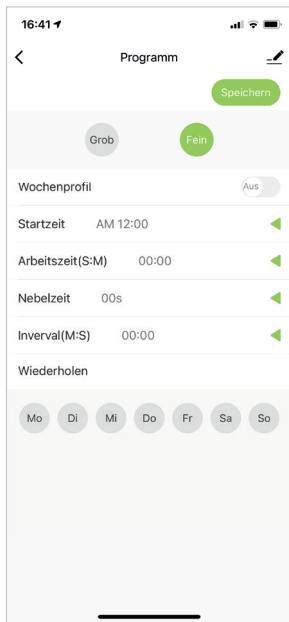 16:41
Programm
Speichern
Grob Fein
Wochenprofil Aus
Startzeit AM 12:00
Arbeitszeit(S:M) 00:00
Nebelzeit 00s
Inverval(M:S) 00:00
Wiederholen
Mo Di Mi Do Fr Sa So